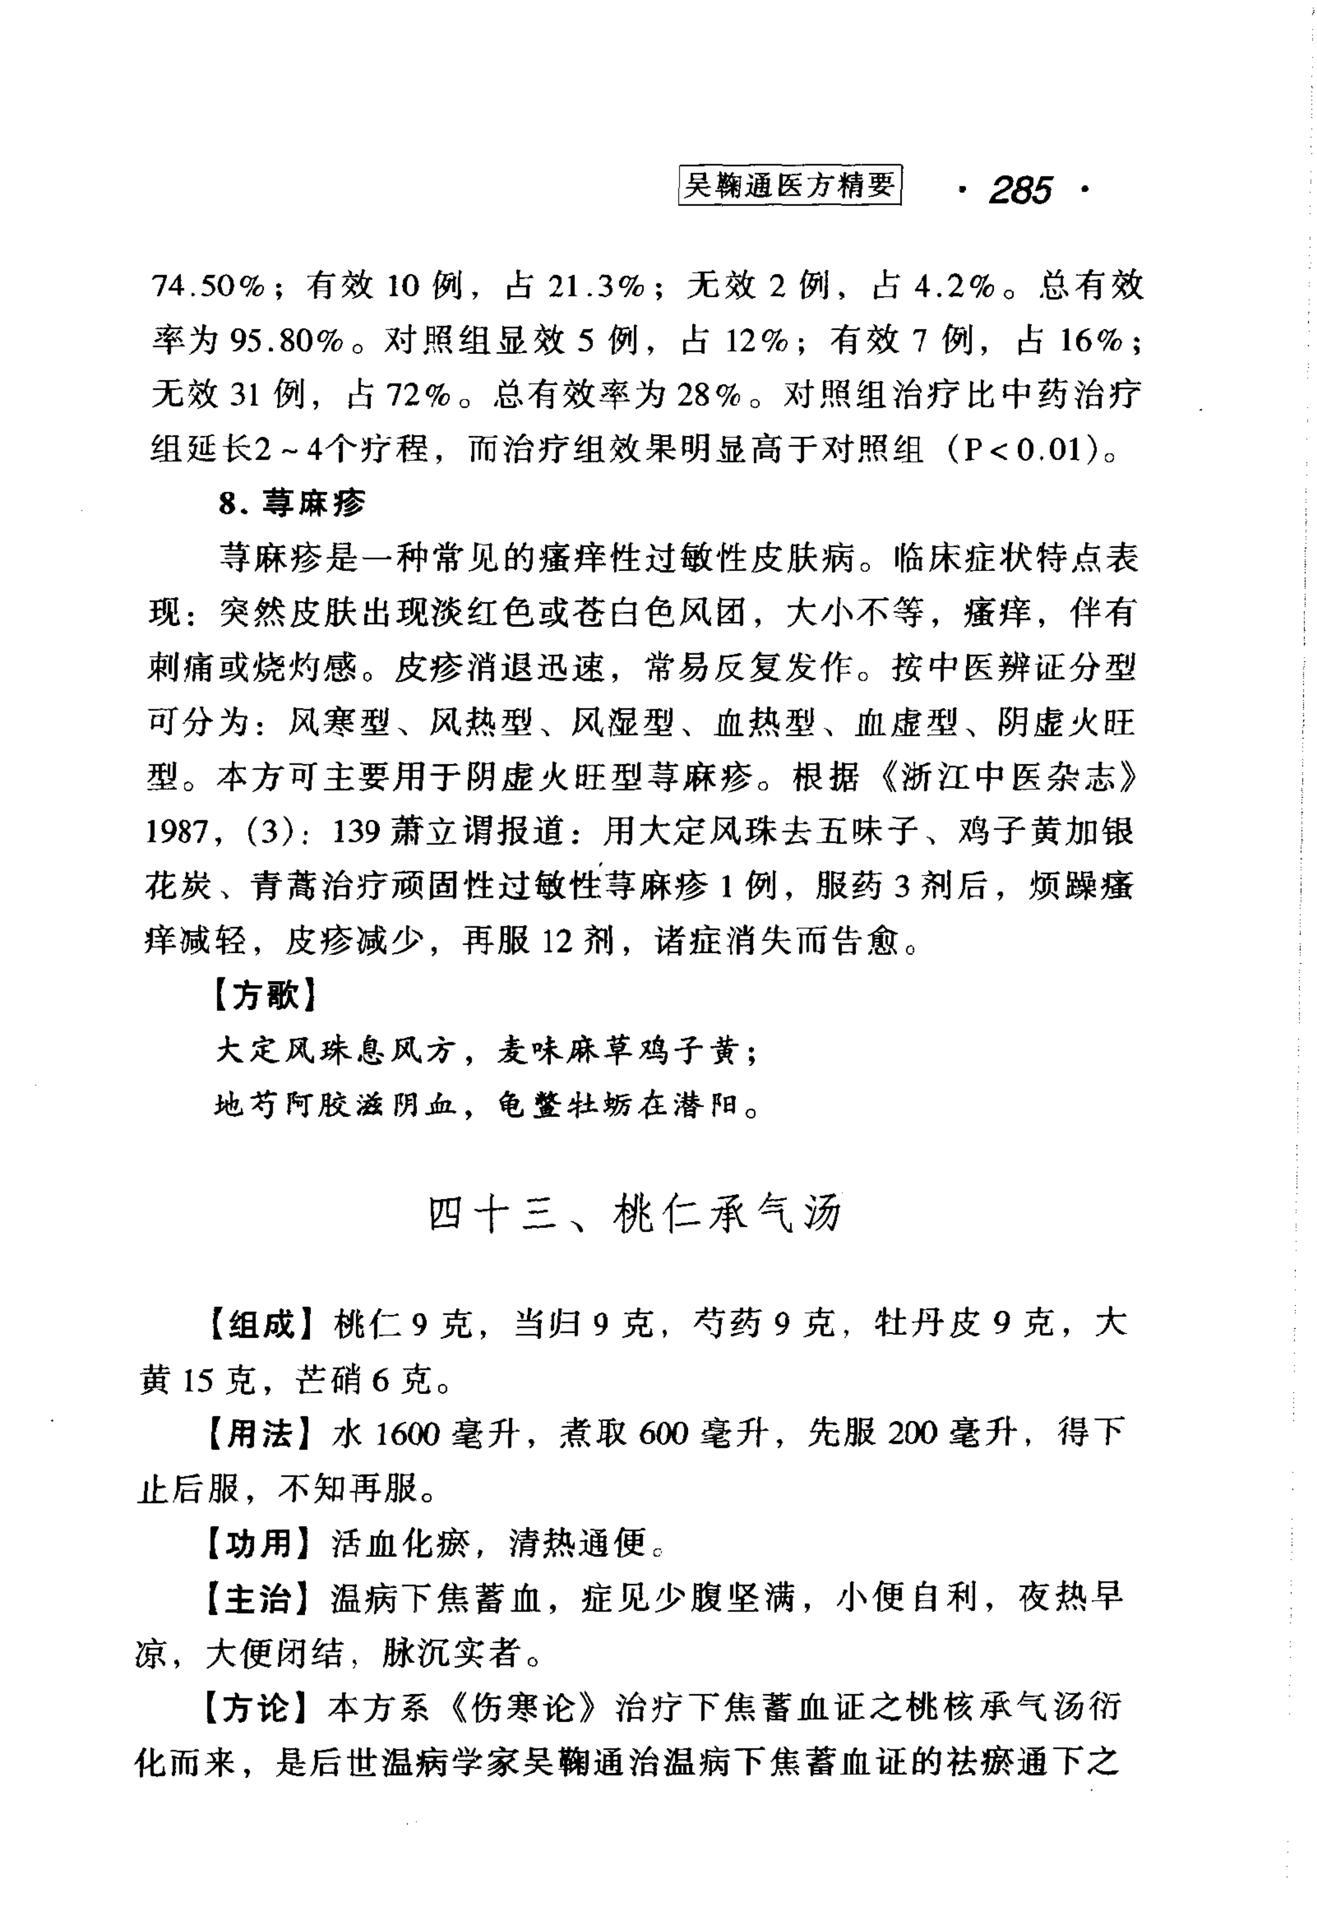 吴鞠通医方精要 · 285 ·
74.50%；有效 10 例，占 21.3%；无效 2 例，占 4.2%。总有效
率为 95.80%。对照组显效 5 例，占 12%；有效 7 例，占 16%；
无效 31 例，占 72%。总有效率为 28%。对照组治疗比中药治疗
组延长2～4个疗程，而治疗组效果明显高于对照组（P<0.01）。
8. 荨麻疹
荨麻疹是一种常见的瘙痒性过敏性皮肤病。临床症状特点表
现：突然皮肤出现淡红色或苍白色风团，大小不等，瘙痒，伴有
刺痛或烧灼感。皮疹消退迅速，常易反复发作。按中医辨证分型
可分为：风寒型、风热型、风湿型、血热型、血虚型、阴虚火旺
型。本方可主要用于阴虚火旺型荨麻疹。根据《浙江中医杂志》
1987，(3)：139 萧立谓报道：用大定风珠去五味子、鸡子黄加银
花炭、青蒿治疗顽固性过敏性荨麻疹 1 例，服药 3 剂后，烦躁瘙
痒减轻，皮疹减少，再服 12 剂，诸症消失而告愈。
【方歌】
大定风珠息风方，麦味麻草鸡子黄；
地芍阿胶滋阴血，龟鳖牡蛎在潜阳。
四十三、桃仁承气汤
【组成】桃仁 9 克，当归 9 克，芍药 9 克，牡丹皮 9 克，大
黄 15 克，芒硝 6 克。
【用法】水 1600 毫升，煮取 600 毫升，先服 200 毫升，得下
止后服，不知再服。
【功用】活血化瘀，清热通便。
【主治】温病下焦蓄血，症见少腹坚满，小便自利，夜热早
凉，大便闭结，脉沉实者。
【方论】本方系《伤寒论》治疗下焦蓄血证之桃核承气汤衍
化而来，是后世温病学家吴鞠通治温病下焦蓄血证的祛瘀通下之